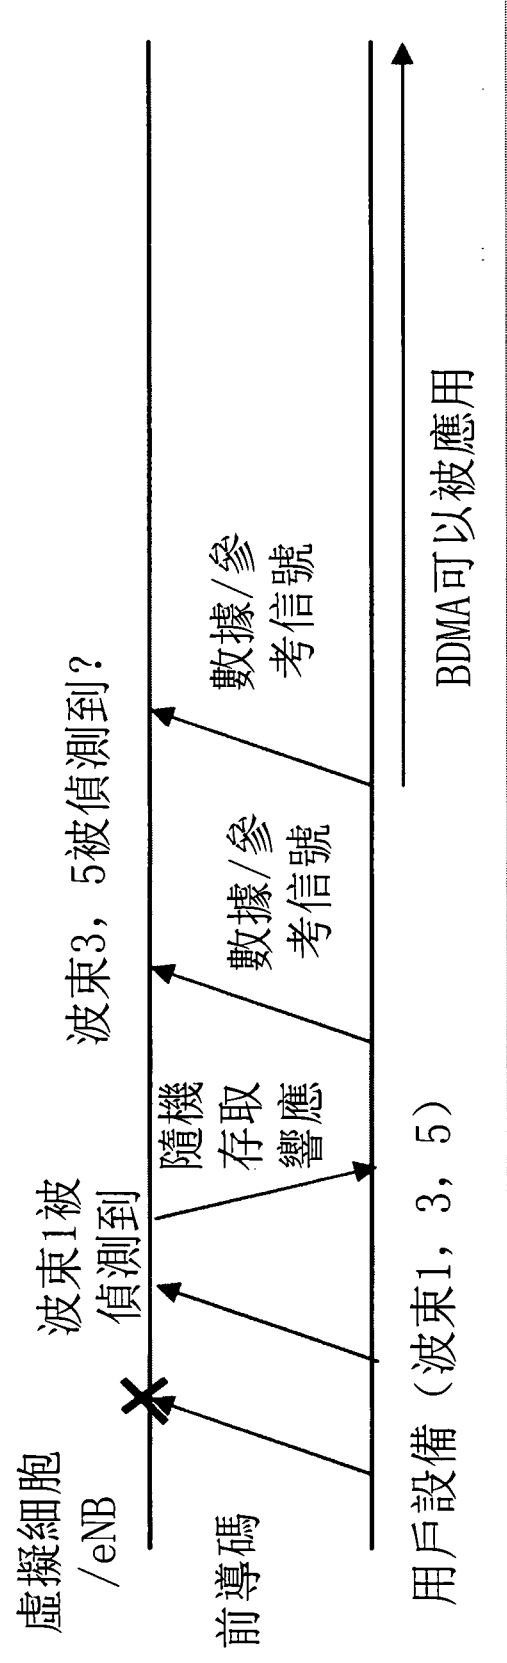 虛擬細胞
/eNB
波束1被
偵測到
波束3, 5被偵測到?
前導碼
隨機
存取
響應
數據/參
考信號
數據/參
考信號
用戶設備 (波束1, 3, 5)
BDMA可以被應用